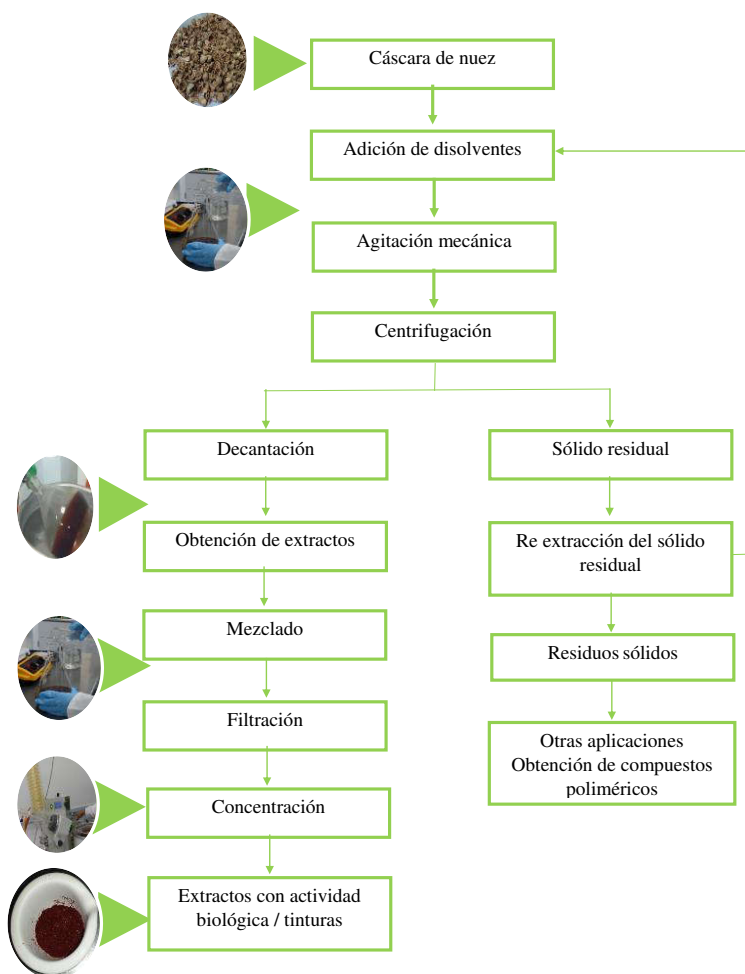 Cáscara de nuez
Adición de disolventes
Agitación mecánica
Centrifugación
Decantación
Obtención de extractos
Mezclado
Filtración
Concentración
Extractos con actividad
biológica / tinturas
Sólido residual
Re extracción del sólido
residual
Residuos sólidos
Otras aplicaciones
Obtención de compuestos
poliméricos